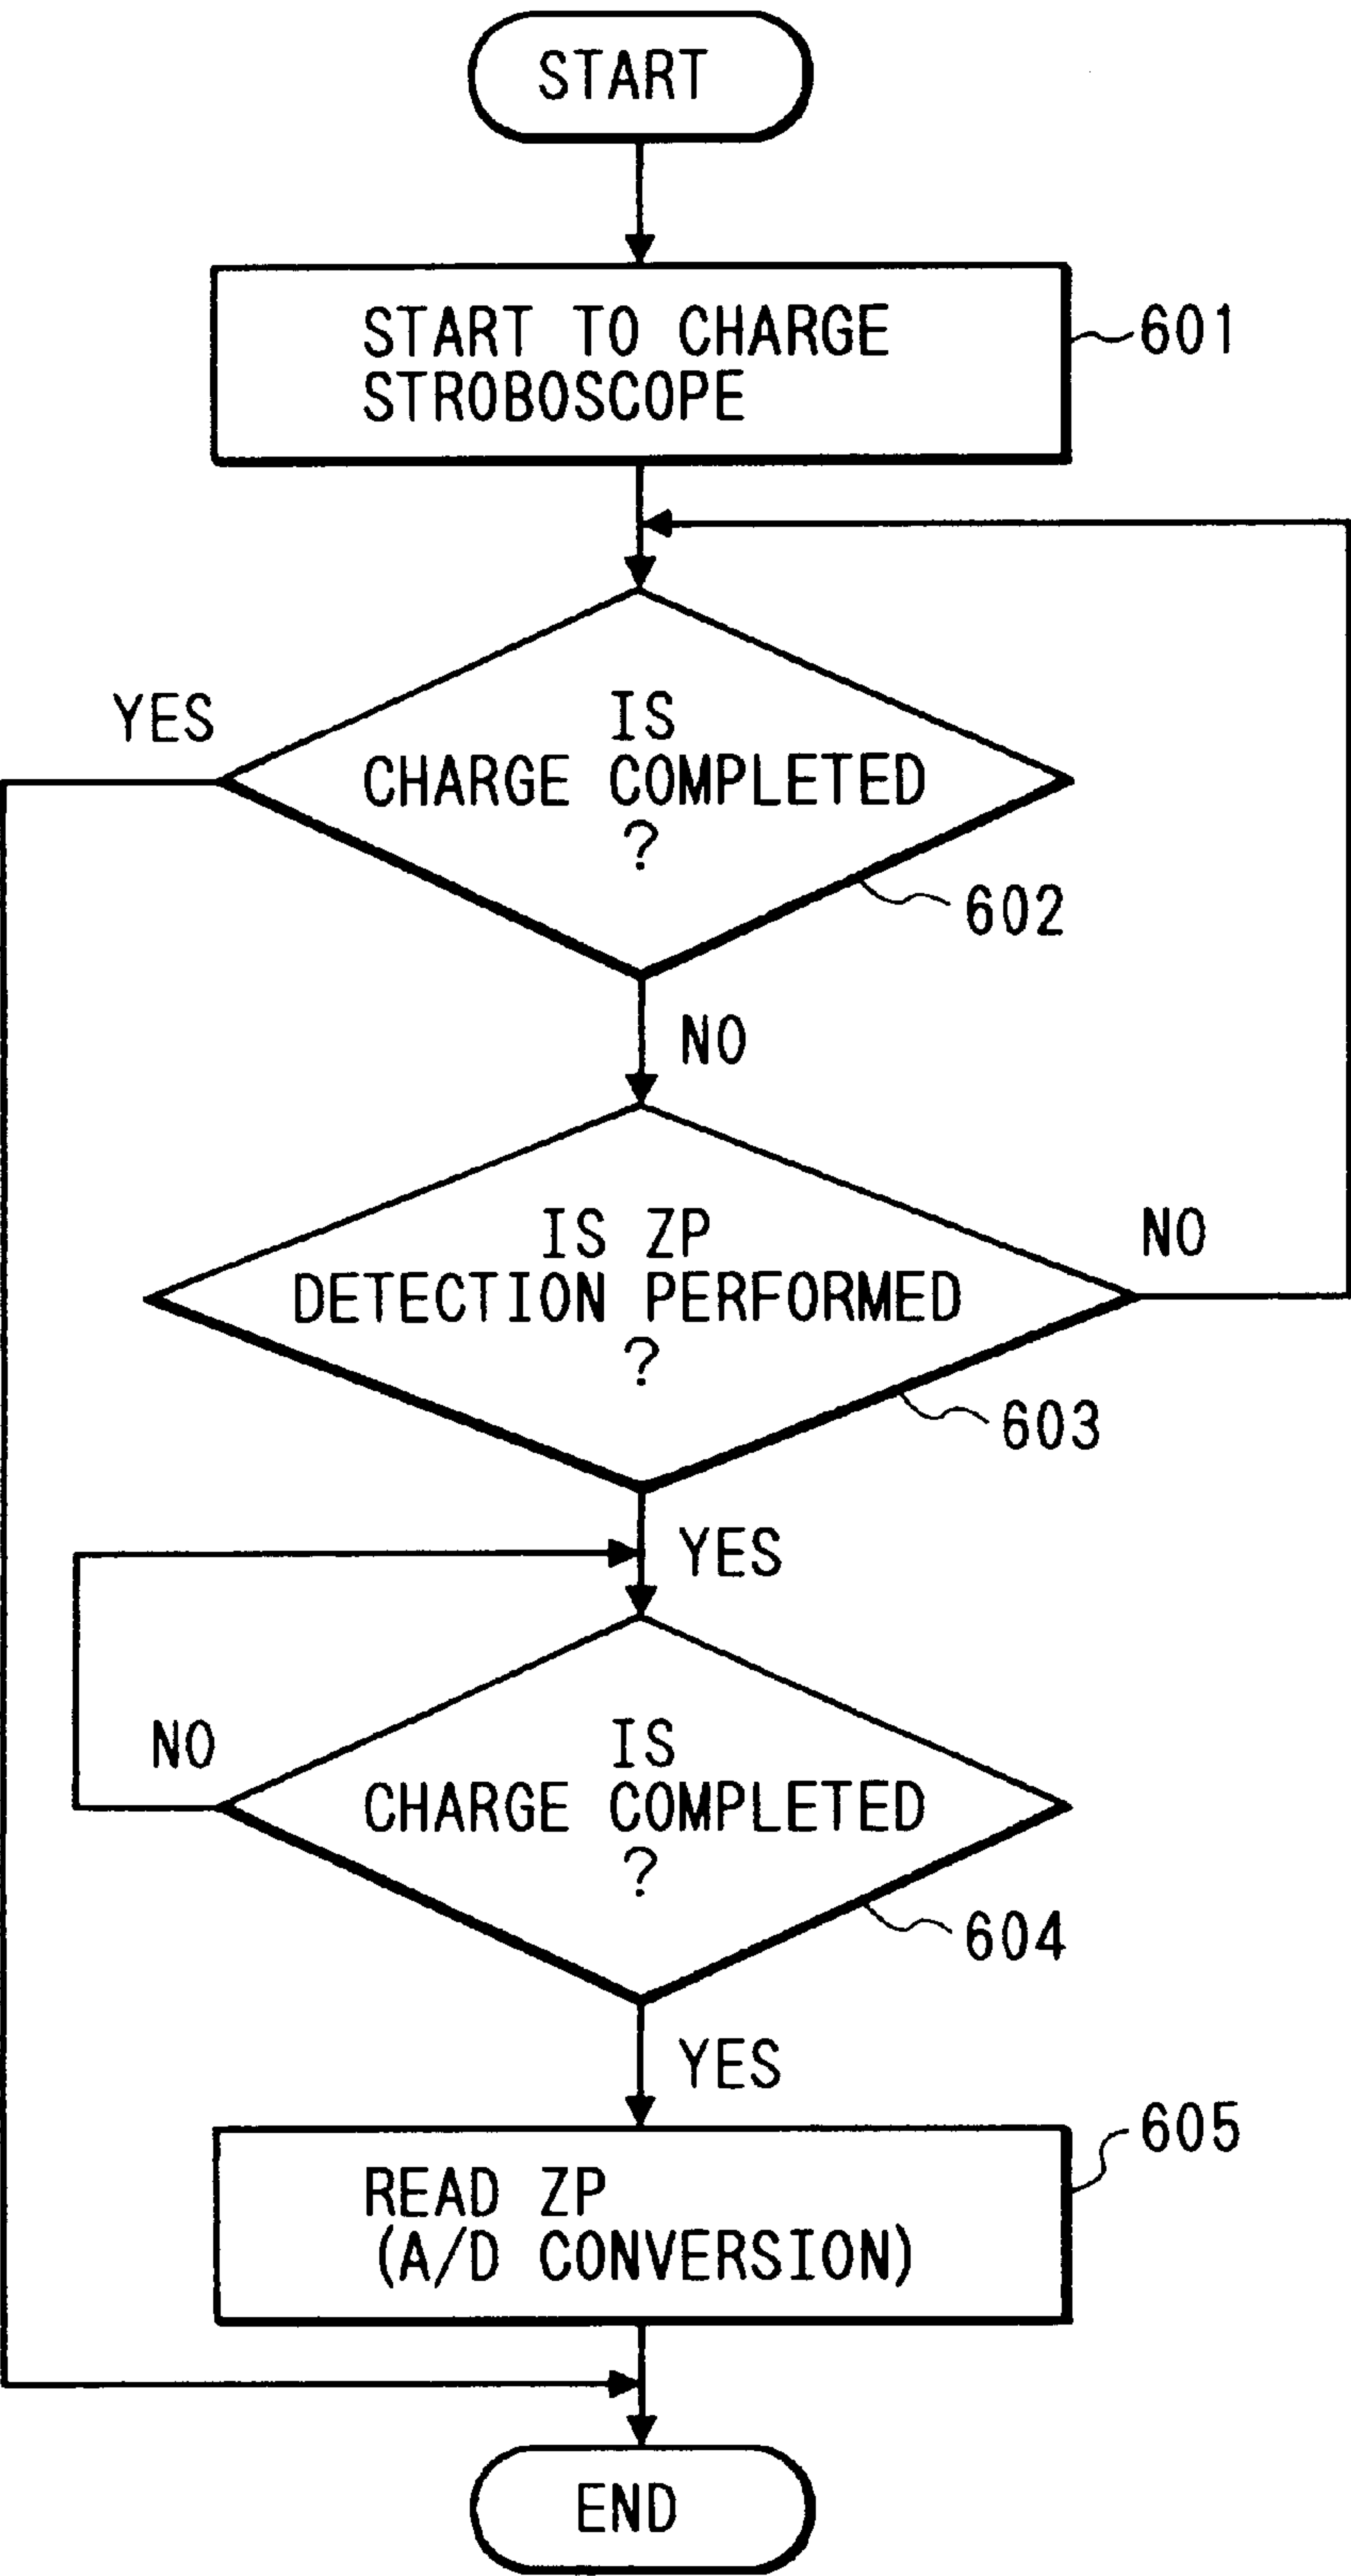 START
START TO CHARGE
STROBOSCOPE
601
YES
IS
CHARGE COMPLETED
?
602
NO
IS ZP
DETECTION PERFORMED
?
NO
603
YES
NO
IS
CHARGE COMPLETED
?
604
YES
605
READ ZP
(A/D CONVERSION)
END